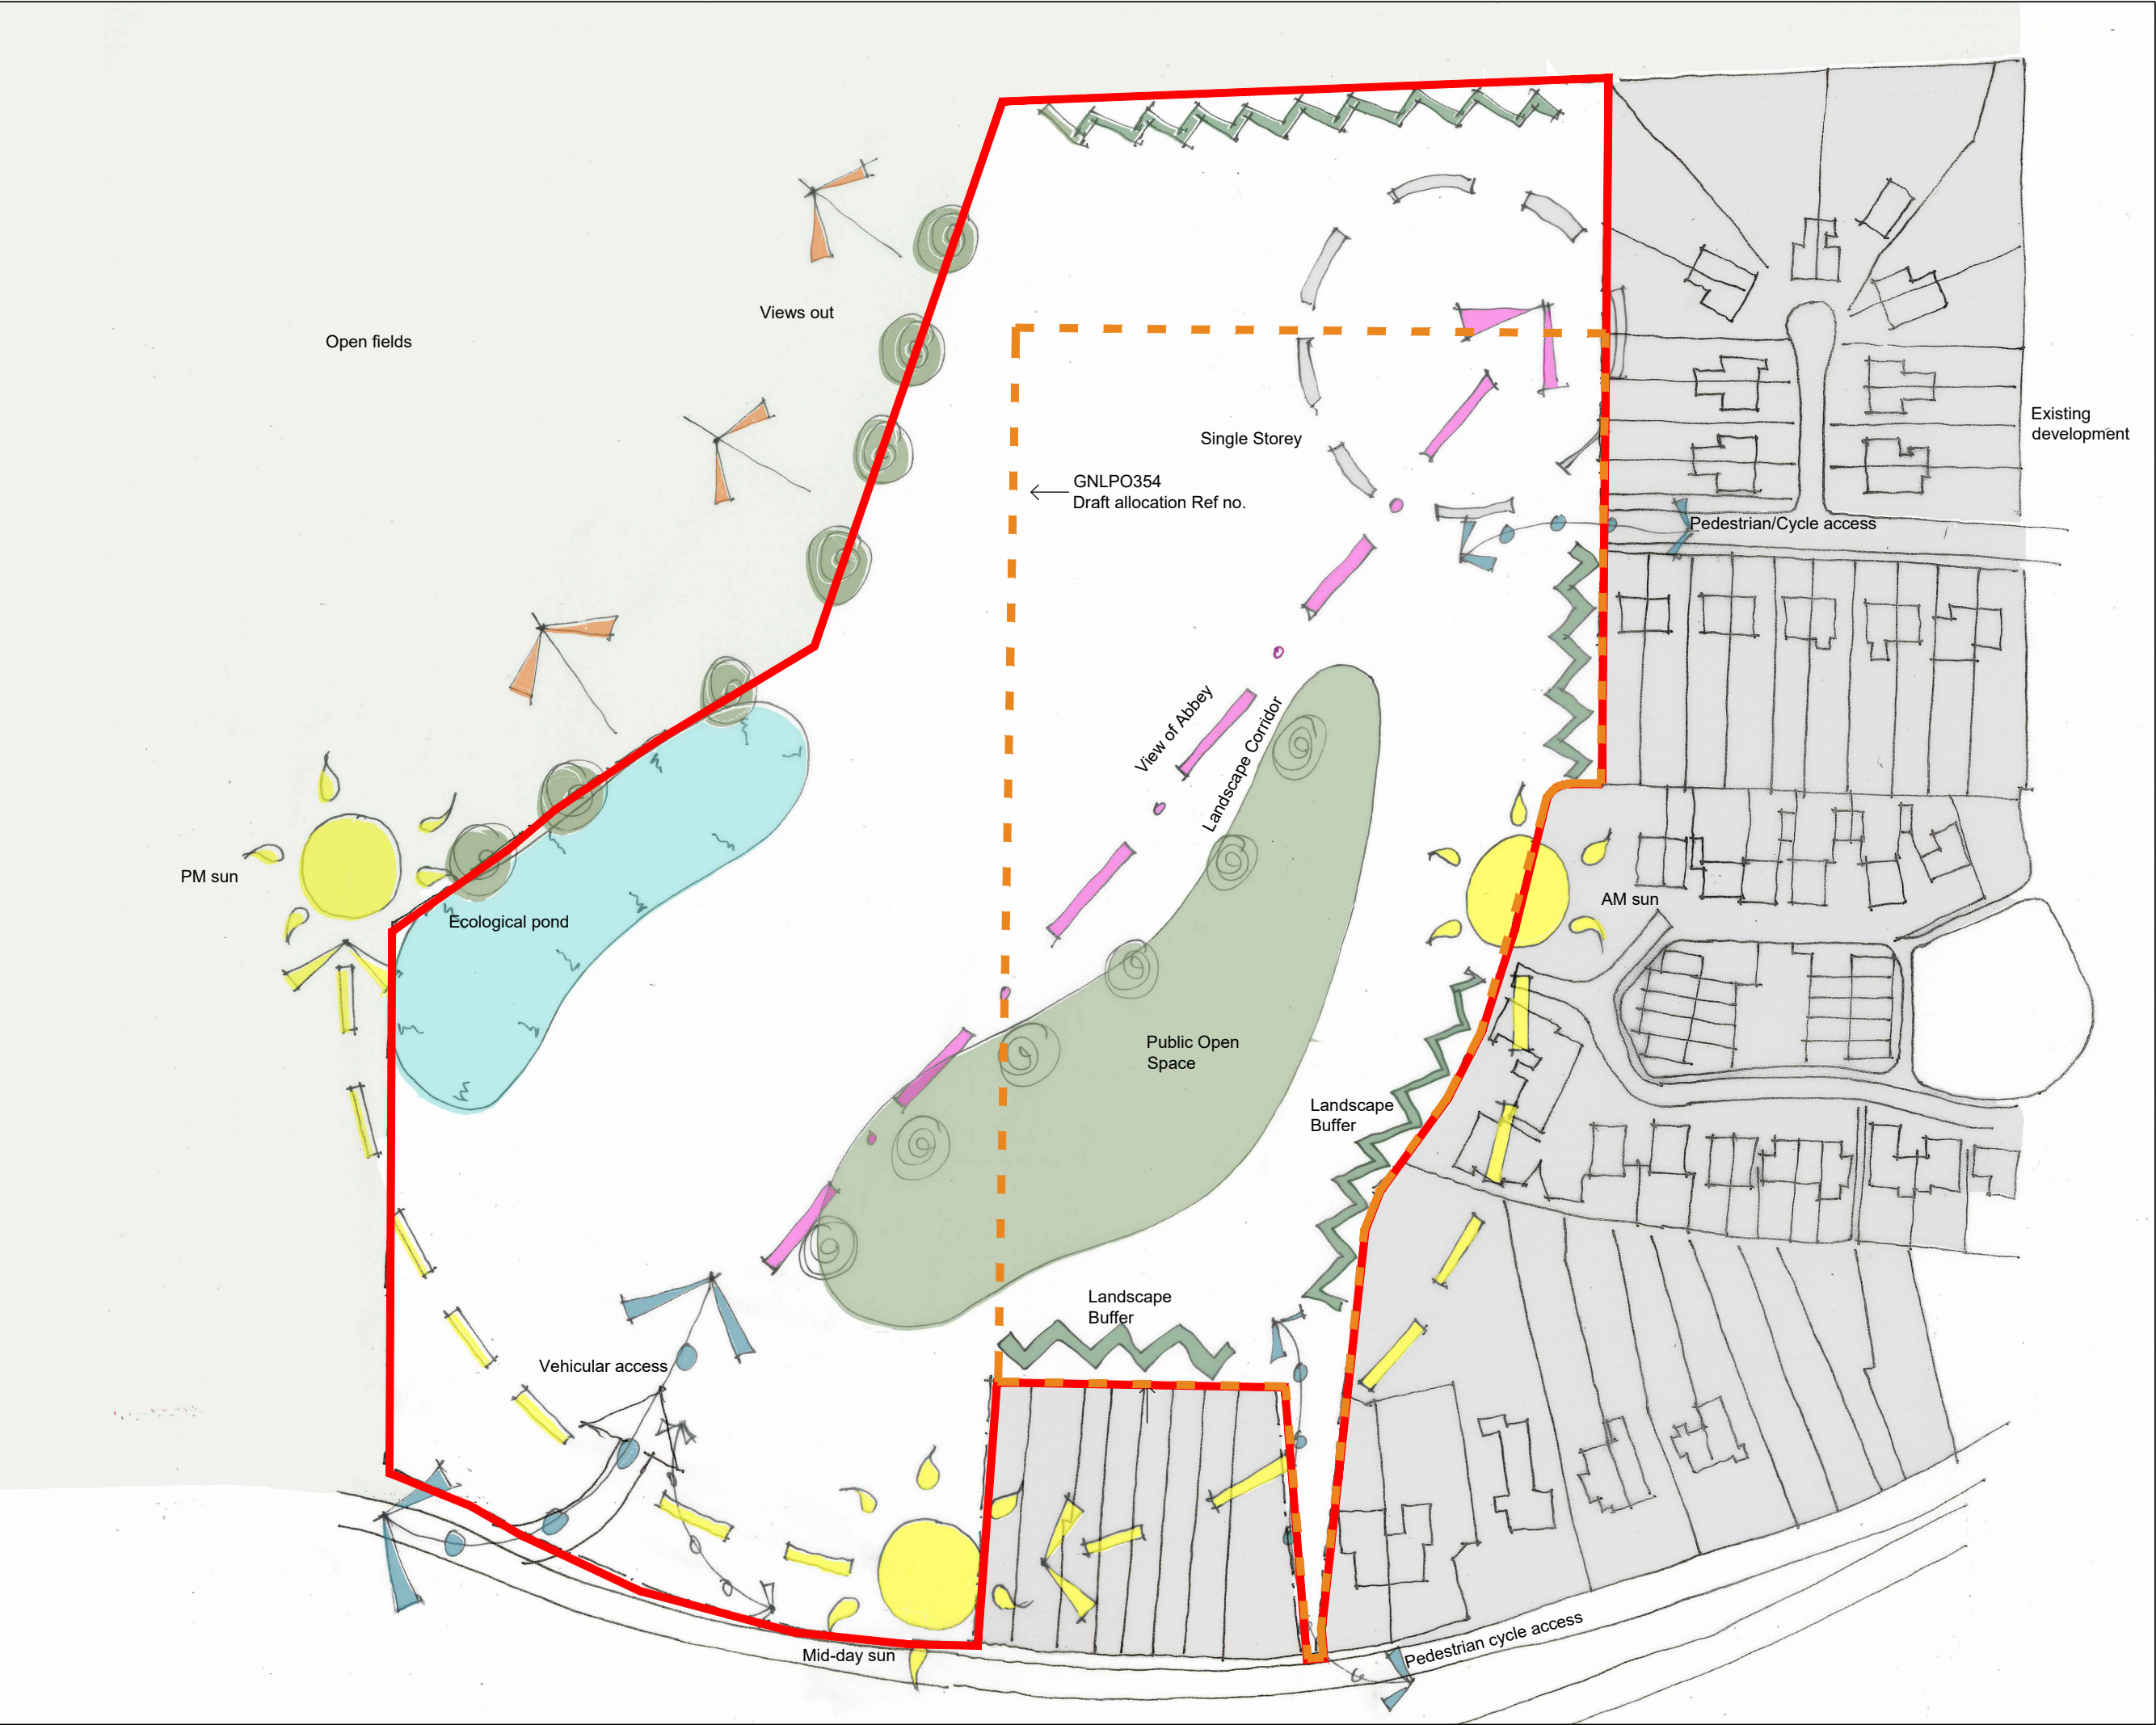 Views out
Open fields
Existing
development
Single Storey
GNLPO354
Draft allocation Ref no.
Pedestrian/Cycle access
View of Abbey
Landscape Corridor
PM sun
AM sun
Ecological pond
Public Open
Space
Landscape
Buffer
Landscape
Buffer
Vehicular access
Pedestrian cycle access
Mid-day sun